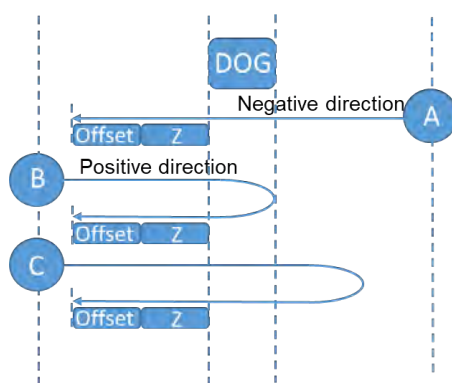 DOG
Negative direction
A
Offset Z
B
Positive direction
Offset Z
C
Offset Z